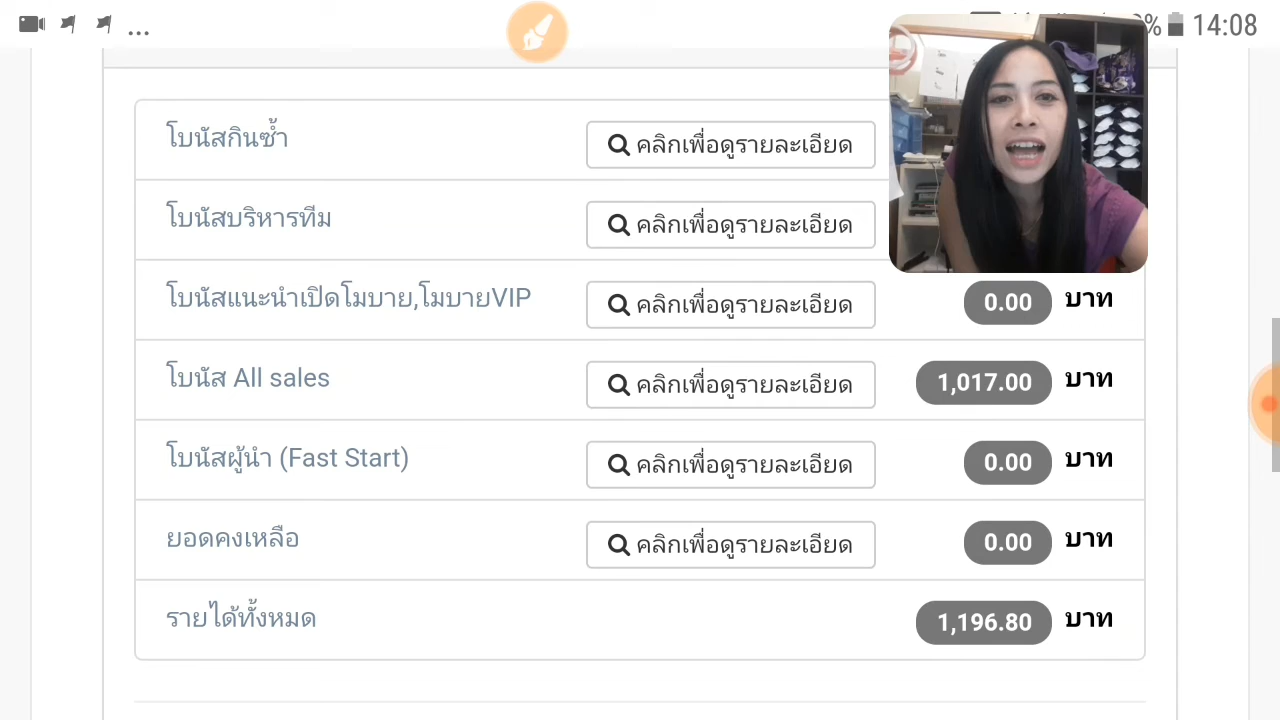 ... % 14:08
โบนัสกินซ้ำ คลิกเพื่อดูรายละเอียด
โบนัสบริหารทีม คลิกเพื่อดูรายละเอียด
โบนัสแนะนำเปิดโมบาย,โมบายVIP คลิกเพื่อดูรายละเอียด 0.00 บาท
โบนัส All sales คลิกเพื่อดูรายละเอียด 1,017.00 บาท
โบนัสผู้นำ (Fast Start) คลิกเพื่อดูรายละเอียด 0.00 บาท
ยอดคงเหลือ คลิกเพื่อดูรายละเอียด 0.00 บาท
รายได้ทั้งหมด 1,196.80 บาท